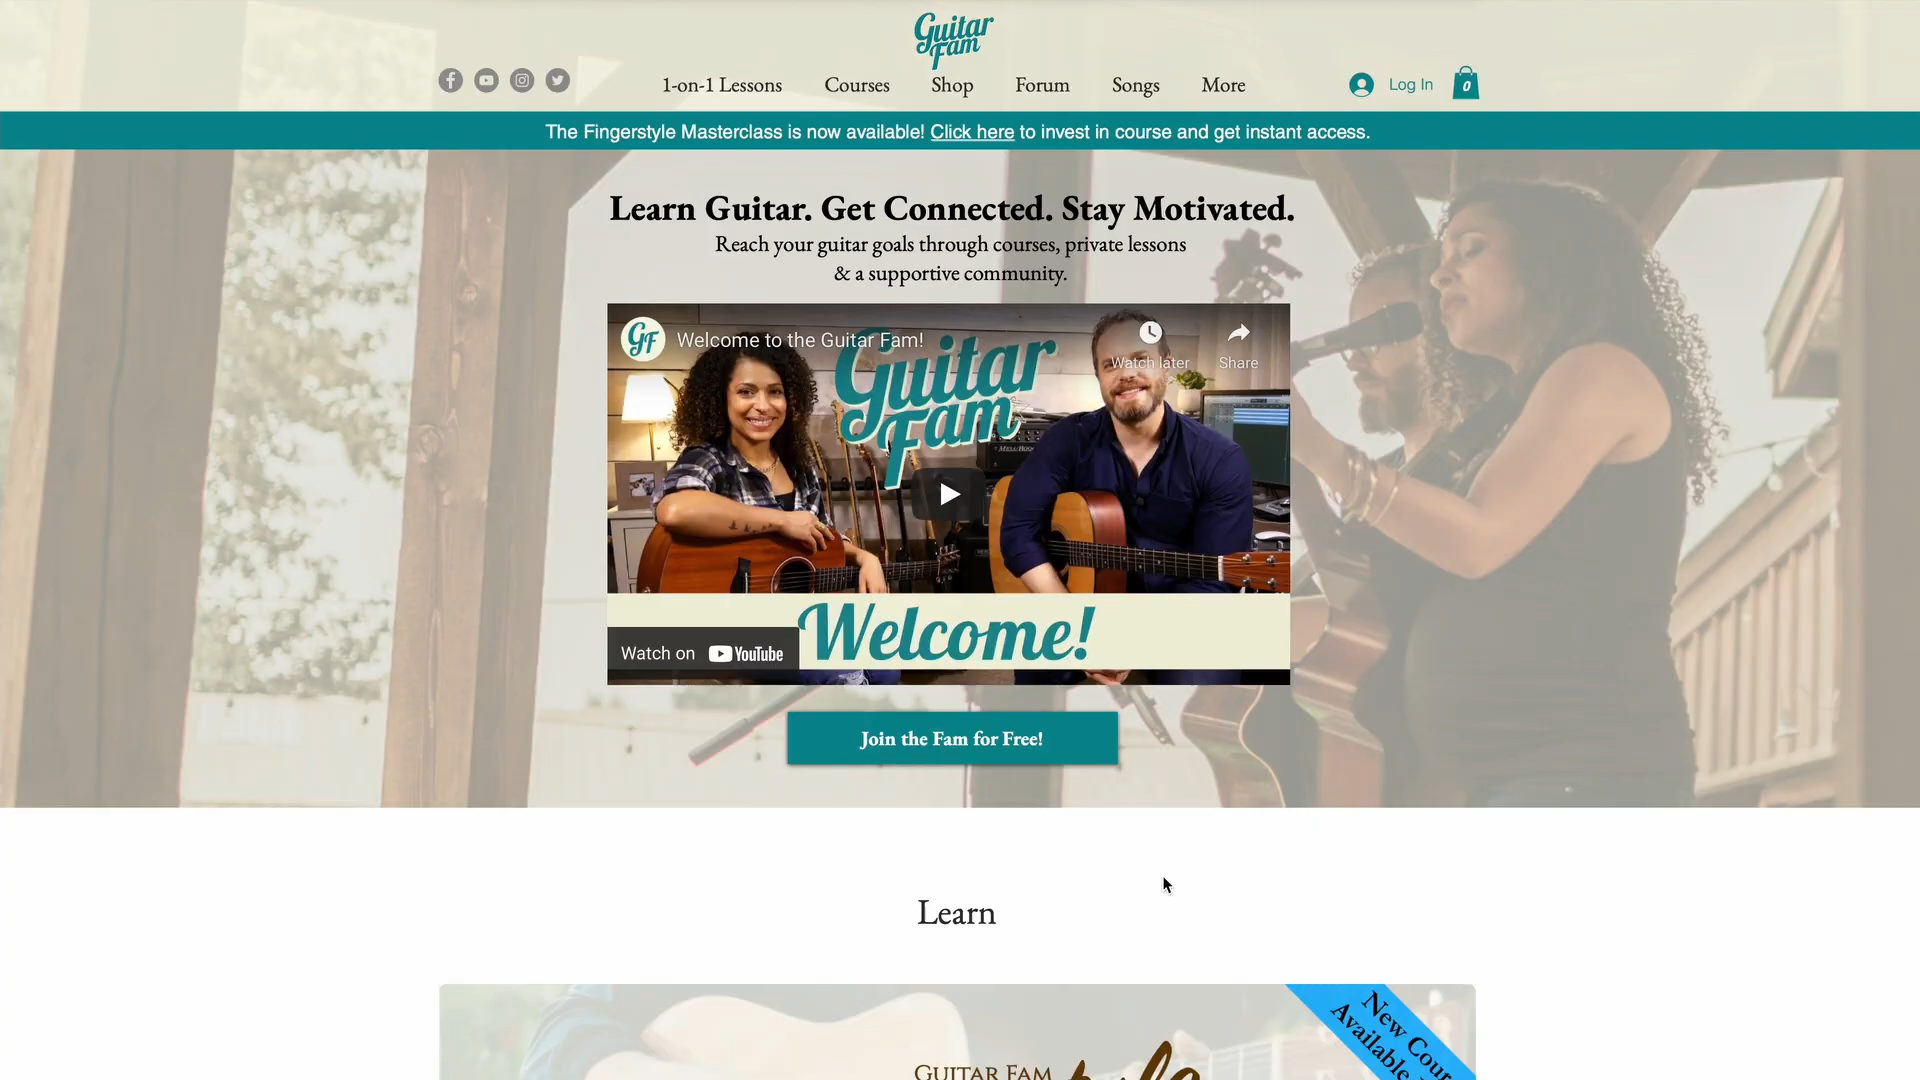 Guitar
Fam
1-on-1 Lessons
Courses
Shop
Forum
Songs
More
Log In
0
The Fingerstyle Masterclass is now available! Click here to invest in course and get instant access.
Learn Guitar. Get Connected. Stay Motivated.
Reach your guitar goals through courses, private lessons
& a supportive community.
GF
Welcome to the Guitar Fam!
Watch later
Share
Guitar
Fam
Welcome!
Watch on YouTube
Join the Fam for Free!
Learn
New Cour
Available
GUITAR FAM